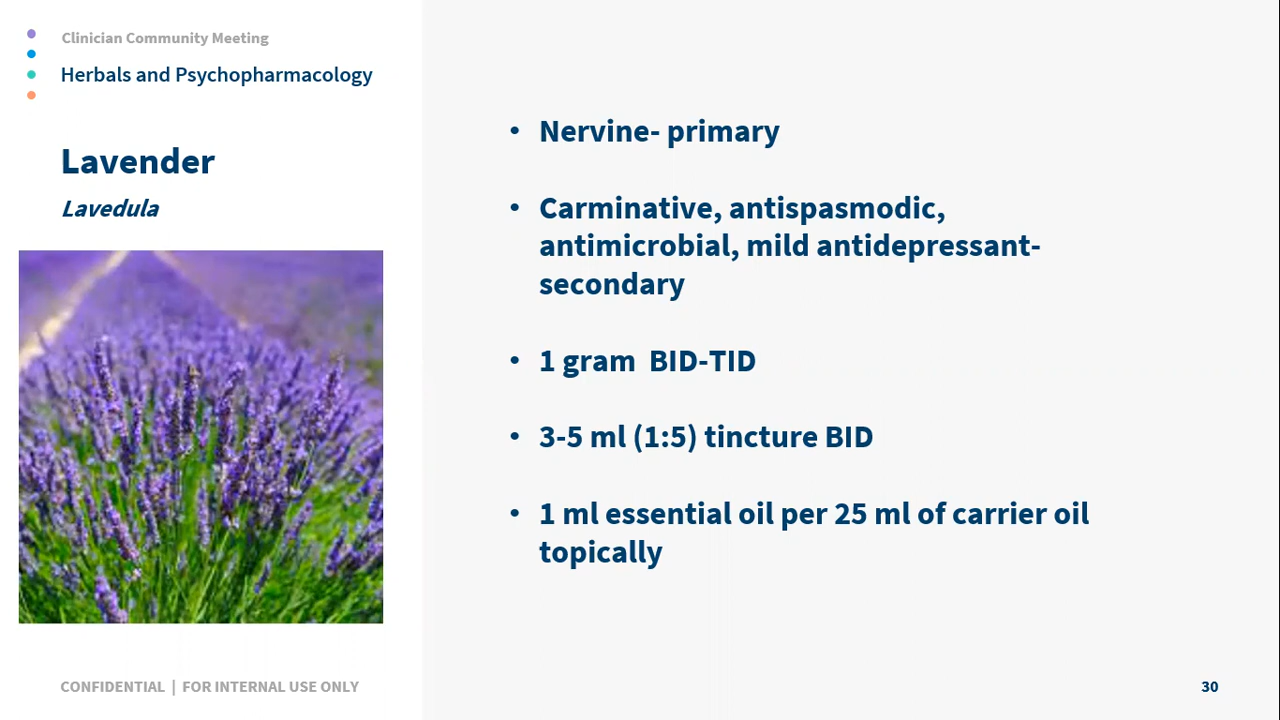 Clinician Community Meeting
Herbals and Psychopharmacology
Lavender
Lavedula
• Nervine- primary
• Carminative, antispasmodic,
antimicrobial, mild antidepressant-
secondary
• 1 gram  BID-TID
• 3-5 ml (1:5) tincture BID
• 1 ml essential oil per 25 ml of carrier oil
topically
CONFIDENTIAL | FOR INTERNAL USE ONLY
30